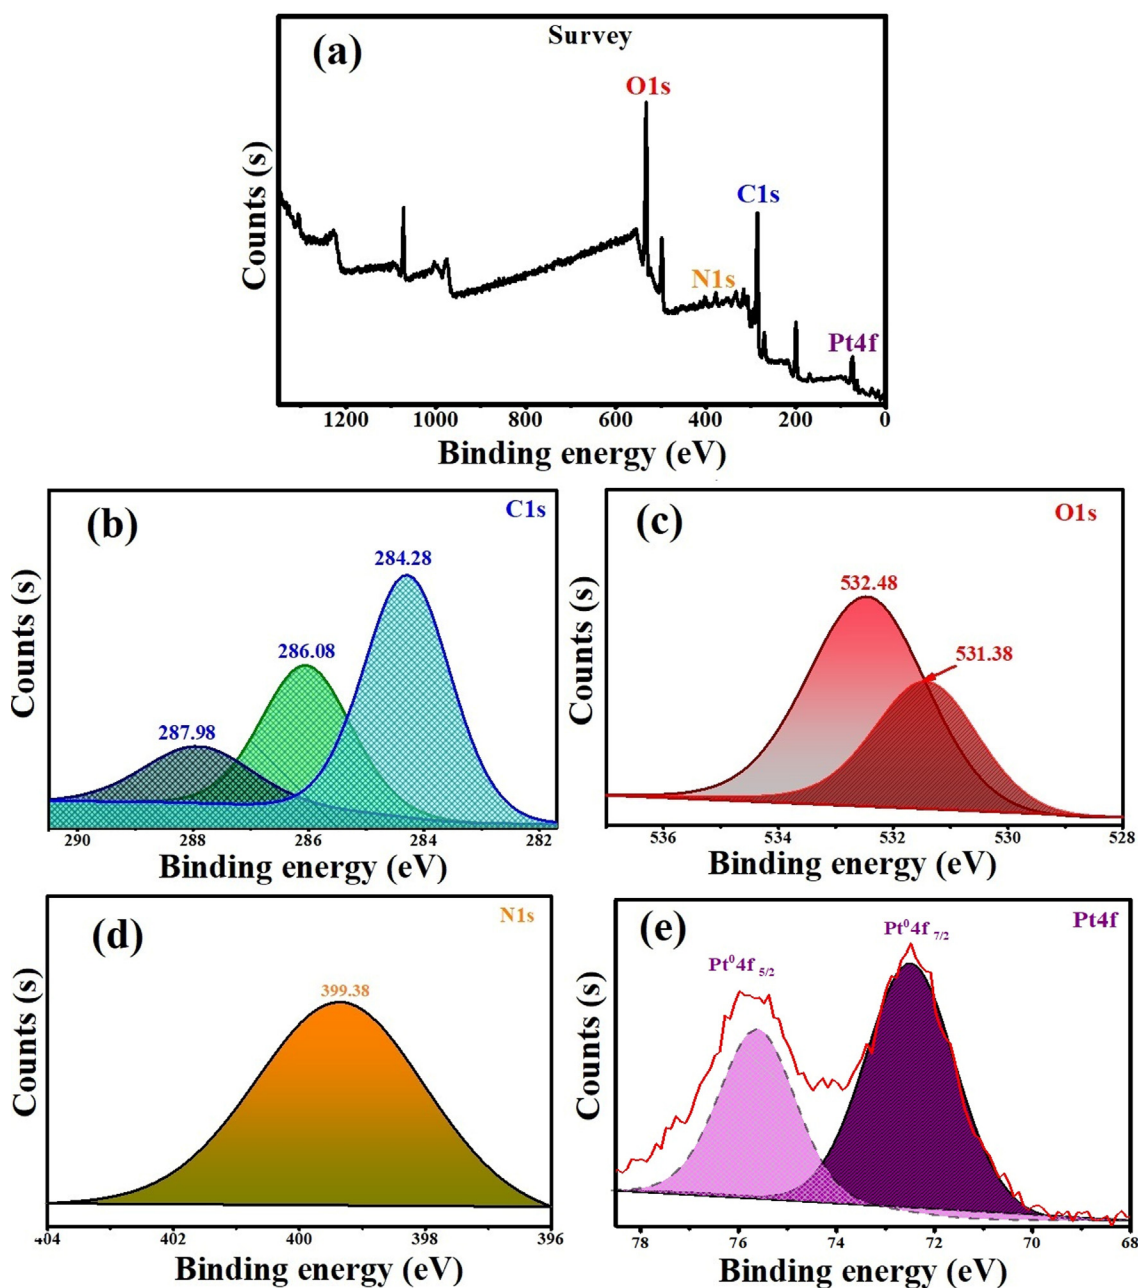 (a)
Survey
O1s
C1s
N1s
Pt4f
Counts (s)
1200 1000 800 600 400 200 0
Binding energy (eV)
(b)
C1s
284.28
286.08
287.98
Counts (s)
290 288 286 284 282
Binding energy (eV)
(c)
O1s
532.48
531.38
Counts (s)
536 534 532 530 528
Binding energy (eV)
(d)
N1s
399.38
Counts (s)
404 402 400 398 396
Binding energy (eV)
(e)
Pt4f
Pt⁰4f 7/2
Pt⁰4f 5/2
Counts (s)
78 76 74 72 70 68
Binding energy (eV)